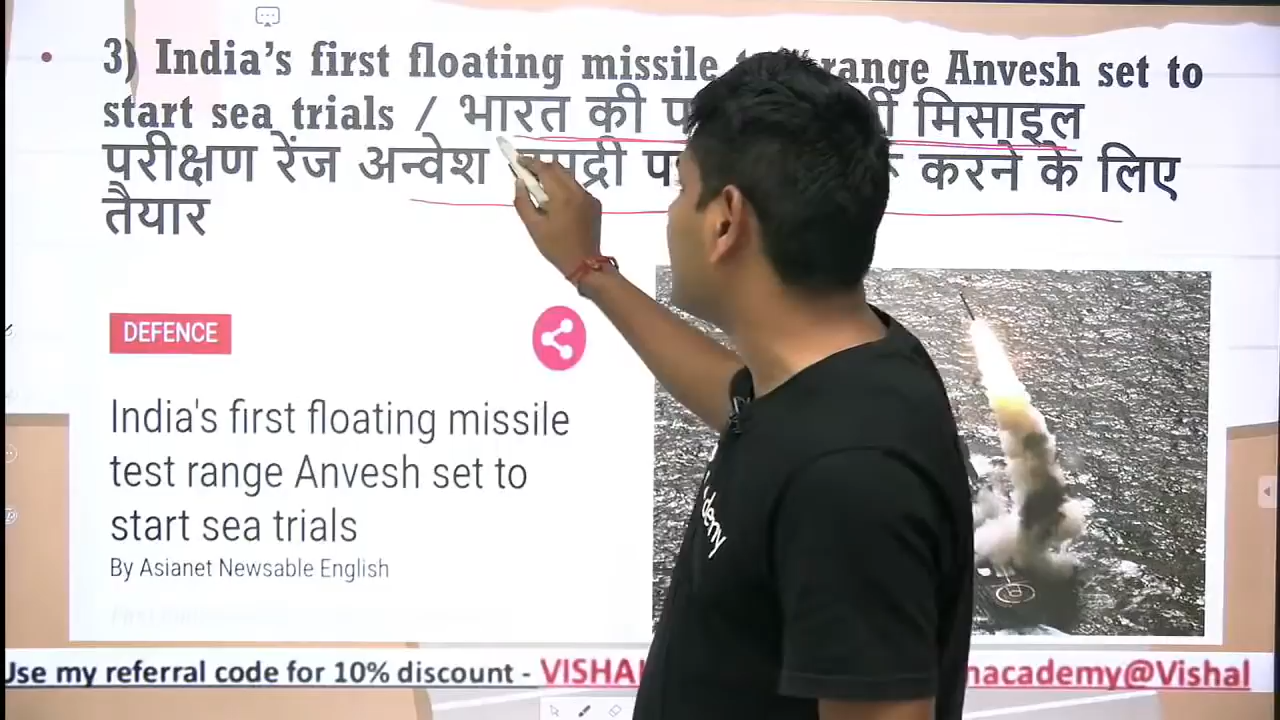 3) India's first floating missile range Anvesh set to
start sea trials / भारत की मिसाइल
परीक्षण रेंज अन्वेश करने के लिए
तैयार
DEFENCE
India's first floating missile
test range Anvesh set to
start sea trials
By Asianet Newsable English
Use my referral code for 10% discount - VISHAL nacademy@Vishal